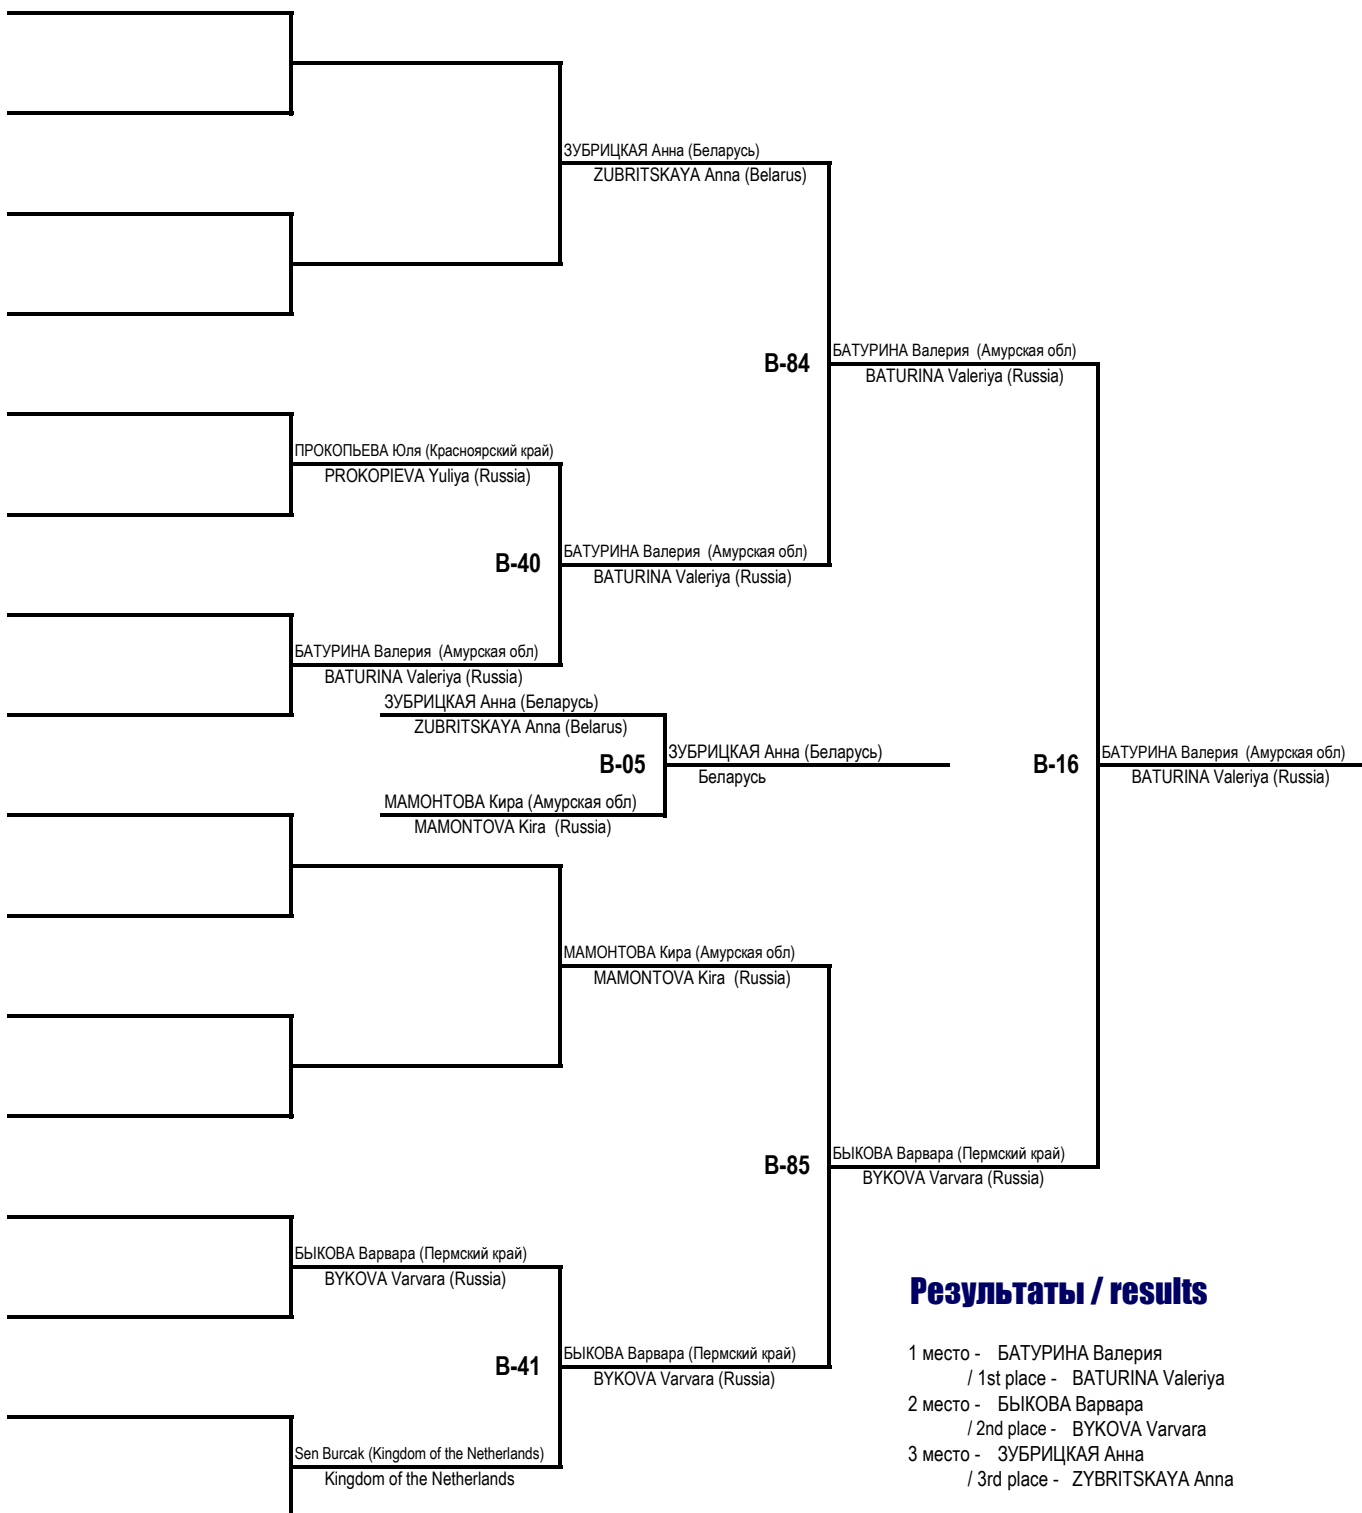 ЗУБРИЦКАЯ Анна (Беларусь)
ZUBRITSKAYA Anna (Belarus)
B-84
БАТУРИНА Валерия (Амурская обл)
BATURINA Valeriya (Russia)
ПРОКОПЬЕВА Юля (Красноярский край)
PROKOPIEVA Yuliya (Russia)
B-40
БАТУРИНА Валерия (Амурская обл)
BATURINA Valeriya (Russia)
БАТУРИНА Валерия (Амурская обл)
BATURINA Valeriya (Russia)
ЗУБРИЦКАЯ Анна (Беларусь)
ZUBRITSKAYA Anna (Belarus)
B-05
ЗУБРИЦКАЯ Анна (Беларусь)
Беларусь
B-16
БАТУРИНА Валерия (Амурская обл)
BATURINA Valeriya (Russia)
МАМОНТОВА Кира (Амурская обл)
MAMONTOVA Kira (Russia)
МАМОНТОВА Кира (Амурская обл)
MAMONTOVA Kira (Russia)
B-85
БЫКОВА Варвара (Пермский край)
BYKOVA Varvara (Russia)
БЫКОВА Варвара (Пермский край)
BYKOVA Varvara (Russia)
B-41
БЫКОВА Варвара (Пермский край)
BYKOVA Varvara (Russia)
Sen Burcak (Kingdom of the Netherlands)
Kingdom of the Netherlands
Результаты / results
1 место - БАТУРИНА Валерия
/ 1st place - BATURINA Valeriya
2 место - БЫКОВА Варвара
/ 2nd place - BYKOVA Varvara
3 место - ЗУБРИЦКАЯ Анна
/ 3rd place - ZYBRITSKAYA Anna